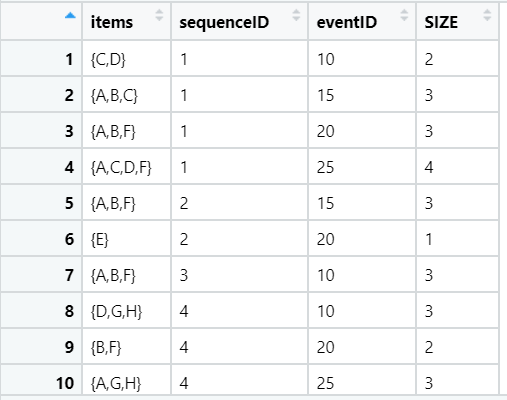 items sequenceID eventID SIZE
1 {C,D} 1 10 2
2 {A,B,C} 1 15 3
3 {A,B,F} 1 20 3
4 {A,C,D,F} 1 25 4
5 {A,B,F} 2 15 3
6 {E} 2 20 1
7 {A,B,F} 3 10 3
8 {D,G,H} 4 10 3
9 {B,F} 4 20 2
10 {A,G,H} 4 25 3